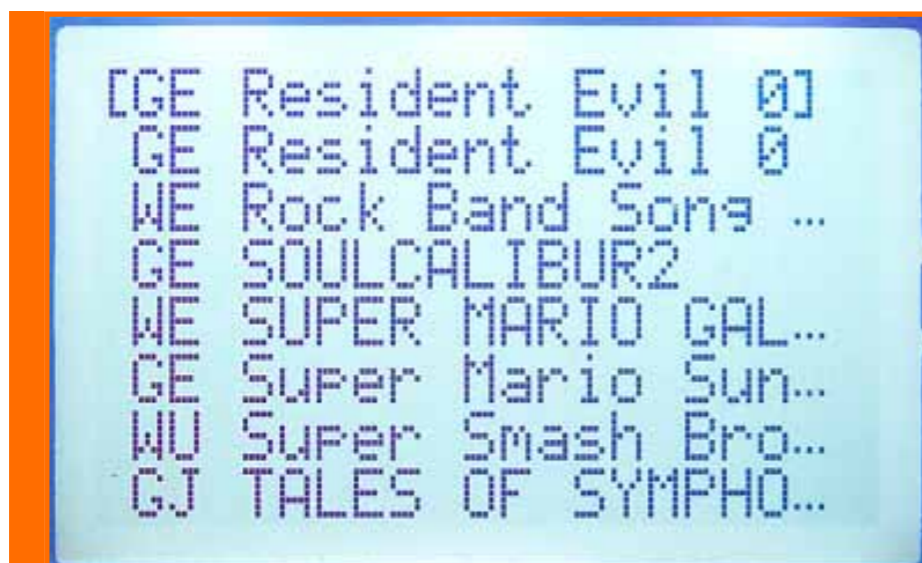 [GE Resident Evil 0]
GE Resident Evil 0
WE Rock Band Song ...
GE SOULCALIBUR2
WE SUPER MARIO GAL...
GE Super Mario Sun...
WU Super Smash Bro...
GJ TALES OF SYMPHO...